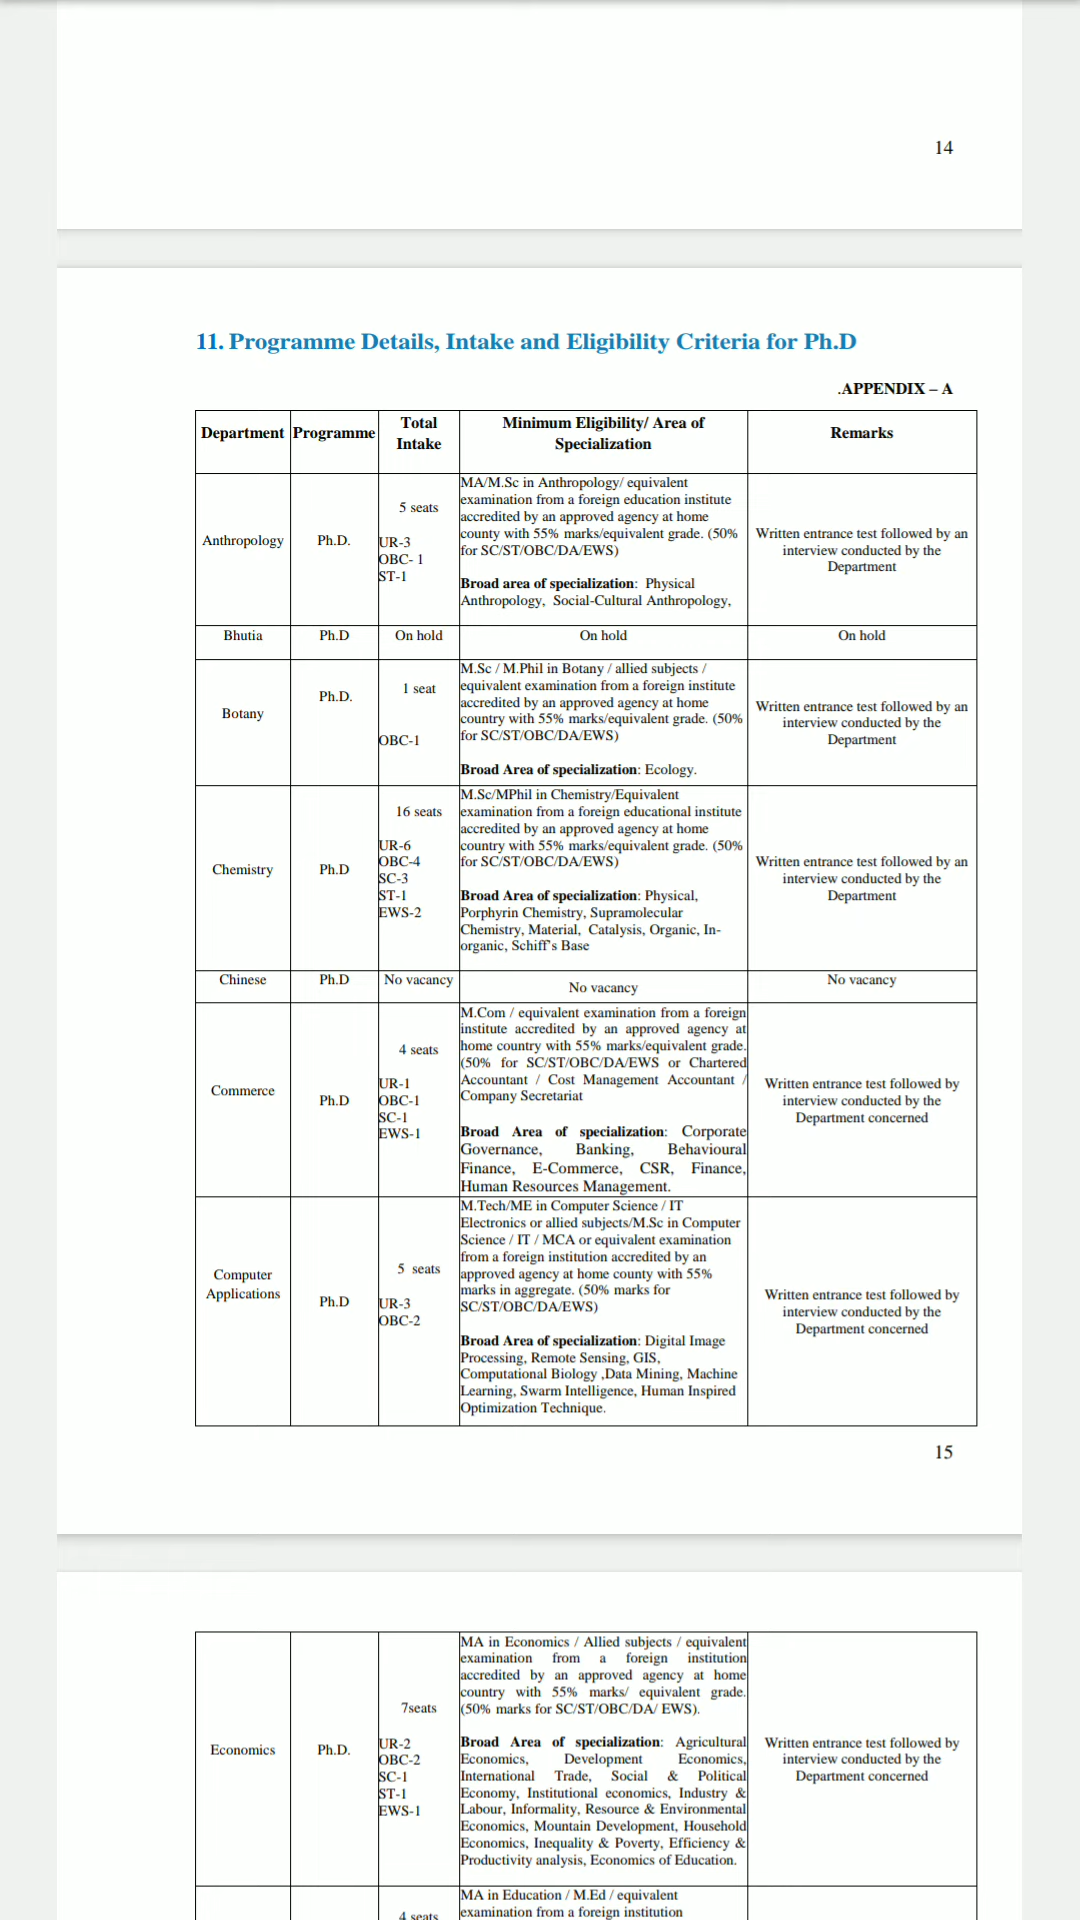 14
11. Programme Details, Intake and Eligibility Criteria for Ph.D
.APPENDIX – A
Department
Programme
Total
Intake
Minimum Eligibility/ Area of
Specialization
Remarks
Anthropology
Ph.D.
5 seats
UR-3
OBC- 1
ST-1
MA/M.Sc in Anthropology/ equivalent
examination from a foreign education institute
accredited by an approved agency at home
county with 55% marks/equivalent grade. (50%
for SC/ST/OBC/DA/EWS)
Broad area of specialization: Physical
Anthropology, Social-Cultural Anthropology,
Written entrance test followed by an
interview conducted by the
Department
Bhutia
Ph.D
On hold
On hold
On hold
Botany
Ph.D.
1 seat
OBC-1
M.Sc / M.Phil in Botany / allied subjects /
equivalent examination from a foreign institute
accredited by an approved agency at home
country with 55% marks/equivalent grade. (50%
for SC/ST/OBC/DA/EWS)
Broad Area of specialization: Ecology.
Written entrance test followed by an
interview conducted by the
Department
Chemistry
Ph.D
16 seats
UR-6
OBC-4
SC-3
ST-1
EWS-2
M.Sc/MPhil in Chemistry/Equivalent
examination from a foreign educational institute
accredited by an approved agency at home
country with 55% marks/equivalent grade. (50%
for SC/ST/OBC/DA/EWS)
Broad Area of specialization: Physical,
Porphyrin Chemistry, Supramolecular
Chemistry, Material, Catalysis, Organic, In-
organic, Schiff's Base
Written entrance test followed by an
interview conducted by the
Department
Chinese
Ph.D
No vacancy
No vacancy
No vacancy
Commerce
Ph.D
4 seats
UR-1
OBC-1
SC-1
EWS-1
M.Com / equivalent examination from a foreign
institute accredited by an approved agency at
home country with 55% marks/equivalent grade.
(50% for SC/ST/OBC/DA/EWS or Chartered
Accountant / Cost Management Accountant /
Company Secretariat
Broad Area of specialization: Corporate
Governance, Banking, Behavioural
Finance, E-Commerce, CSR, Finance,
Human Resources Management.
Written entrance test followed by
interview conducted by the
Department concerned
Computer
Applications
Ph.D
5 seats
UR-3
OBC-2
M.Tech/ME in Computer Science / IT
Electronics or allied subjects/M.Sc in Computer
Science / IT / MCA or equivalent examination
from a foreign institution accredited by an
approved agency at home county with 55%
marks in aggregate. (50% marks for
SC/ST/OBC/DA/EWS)
Broad Area of specialization: Digital Image
Processing, Remote Sensing, GIS,
Computational Biology ,Data Mining, Machine
Learning, Swarm Intelligence, Human Inspired
Optimization Technique.
Written entrance test followed by
interview conducted by the
Department concerned
15
Economics
Ph.D.
7seats
UR-2
OBC-2
SC-1
ST-1
EWS-1
MA in Economics / Allied subjects / equivalent
examination from a foreign institution
accredited by an approved agency at home
country with 55% marks/ equivalent grade.
(50% marks for SC/ST/OBC/DA/ EWS).
Broad Area of specialization: Agricultural
Economics, Development Economics,
International Trade, Social & Political
Economy, Institutional economics, Industry &
Labour, Informality, Resource & Environmental
Economics, Mountain Development, Household
Economics, Inequality & Poverty, Efficiency &
Productivity analysis, Economics of Education.
Written entrance test followed by
interview conducted by the
Department concerned
4 seats
MA in Education / M.Ed / equivalent
examination from a foreign institution